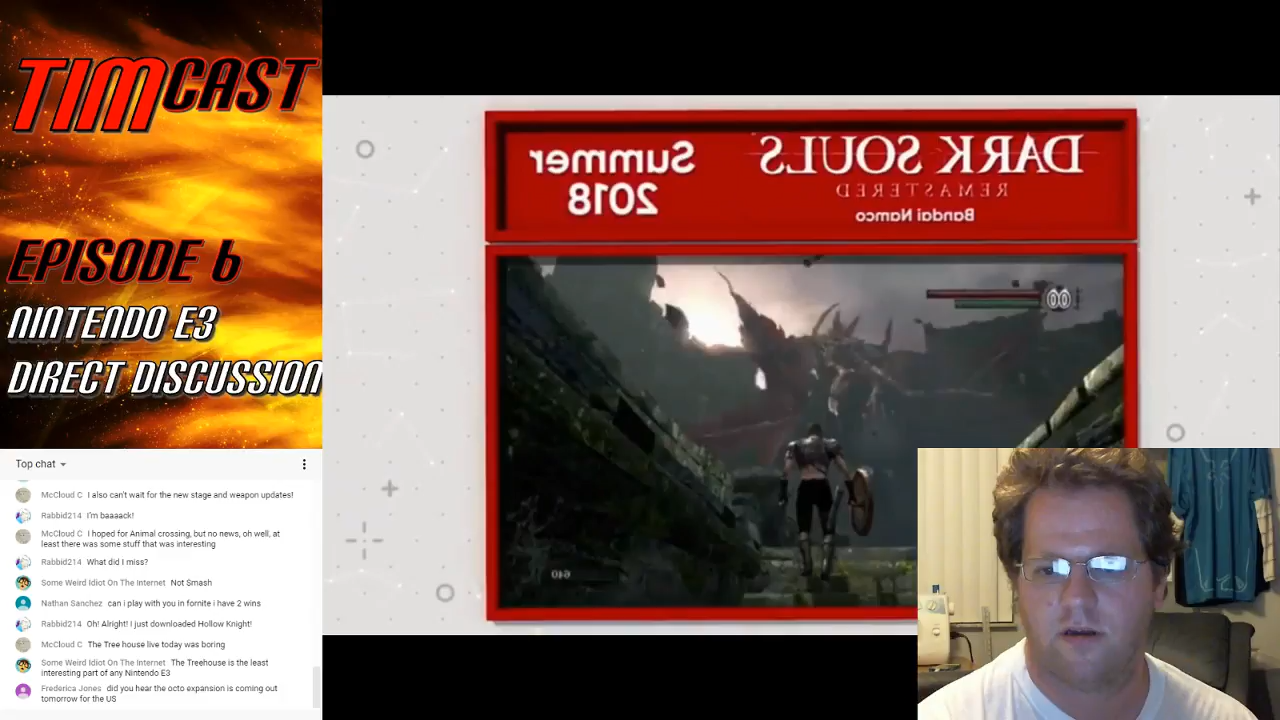 TIMCAST
EPISODE 6
NINTENDO E3
DIRECT DISCUSSION
Top chat
McCloud C I also can't wait for the new stage and weapon updates!
Rabbid214 I'm baaaack!
McCloud C I hoped for Animal crossing, but no news, oh well, at
least there was some stuff that was interesting
Rabbid214 What did I miss?
Some Weird Idiot On The Internet Not Smash
Nathan Sanchez can i play with you in fornite i have 2 wins
Rabbid214 Oh! Alright! I just downloaded Hollow Knight!
McCloud C The Tree house live today was boring
Some Weird Idiot On The Internet The Treehouse is the least
interesting part of any Nintendo E3
Frederica Jones did you hear the octo expansion is coming out
tomorrow for the US
DARK SOULS
REMASTERED
Bandai Namco
Summer
2018
00
640